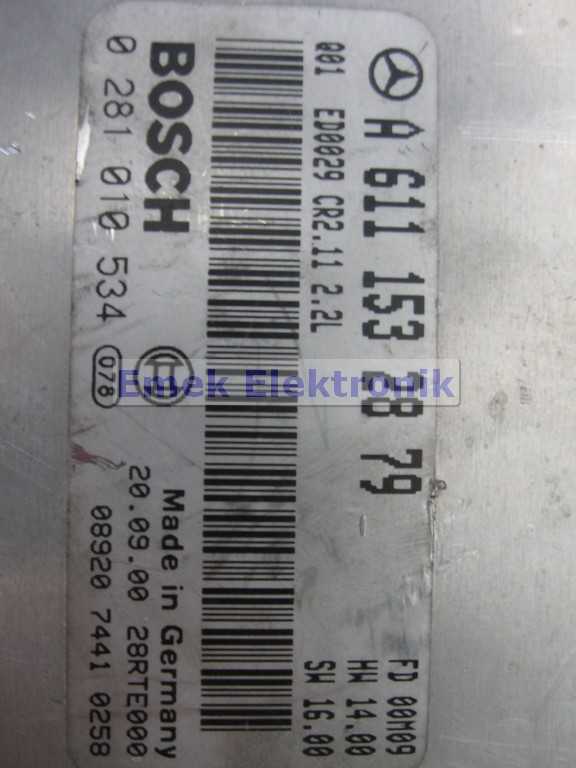 A 611 153 28 79
001 ED0029 CR2.11 2.2L
FD 00M09
HW 14.00
SW 16.00
BOSCH
0 281 010 534
078
Made in Germany
20.09.00 28RTE000
08920 7441 0258
Emek Elektronik